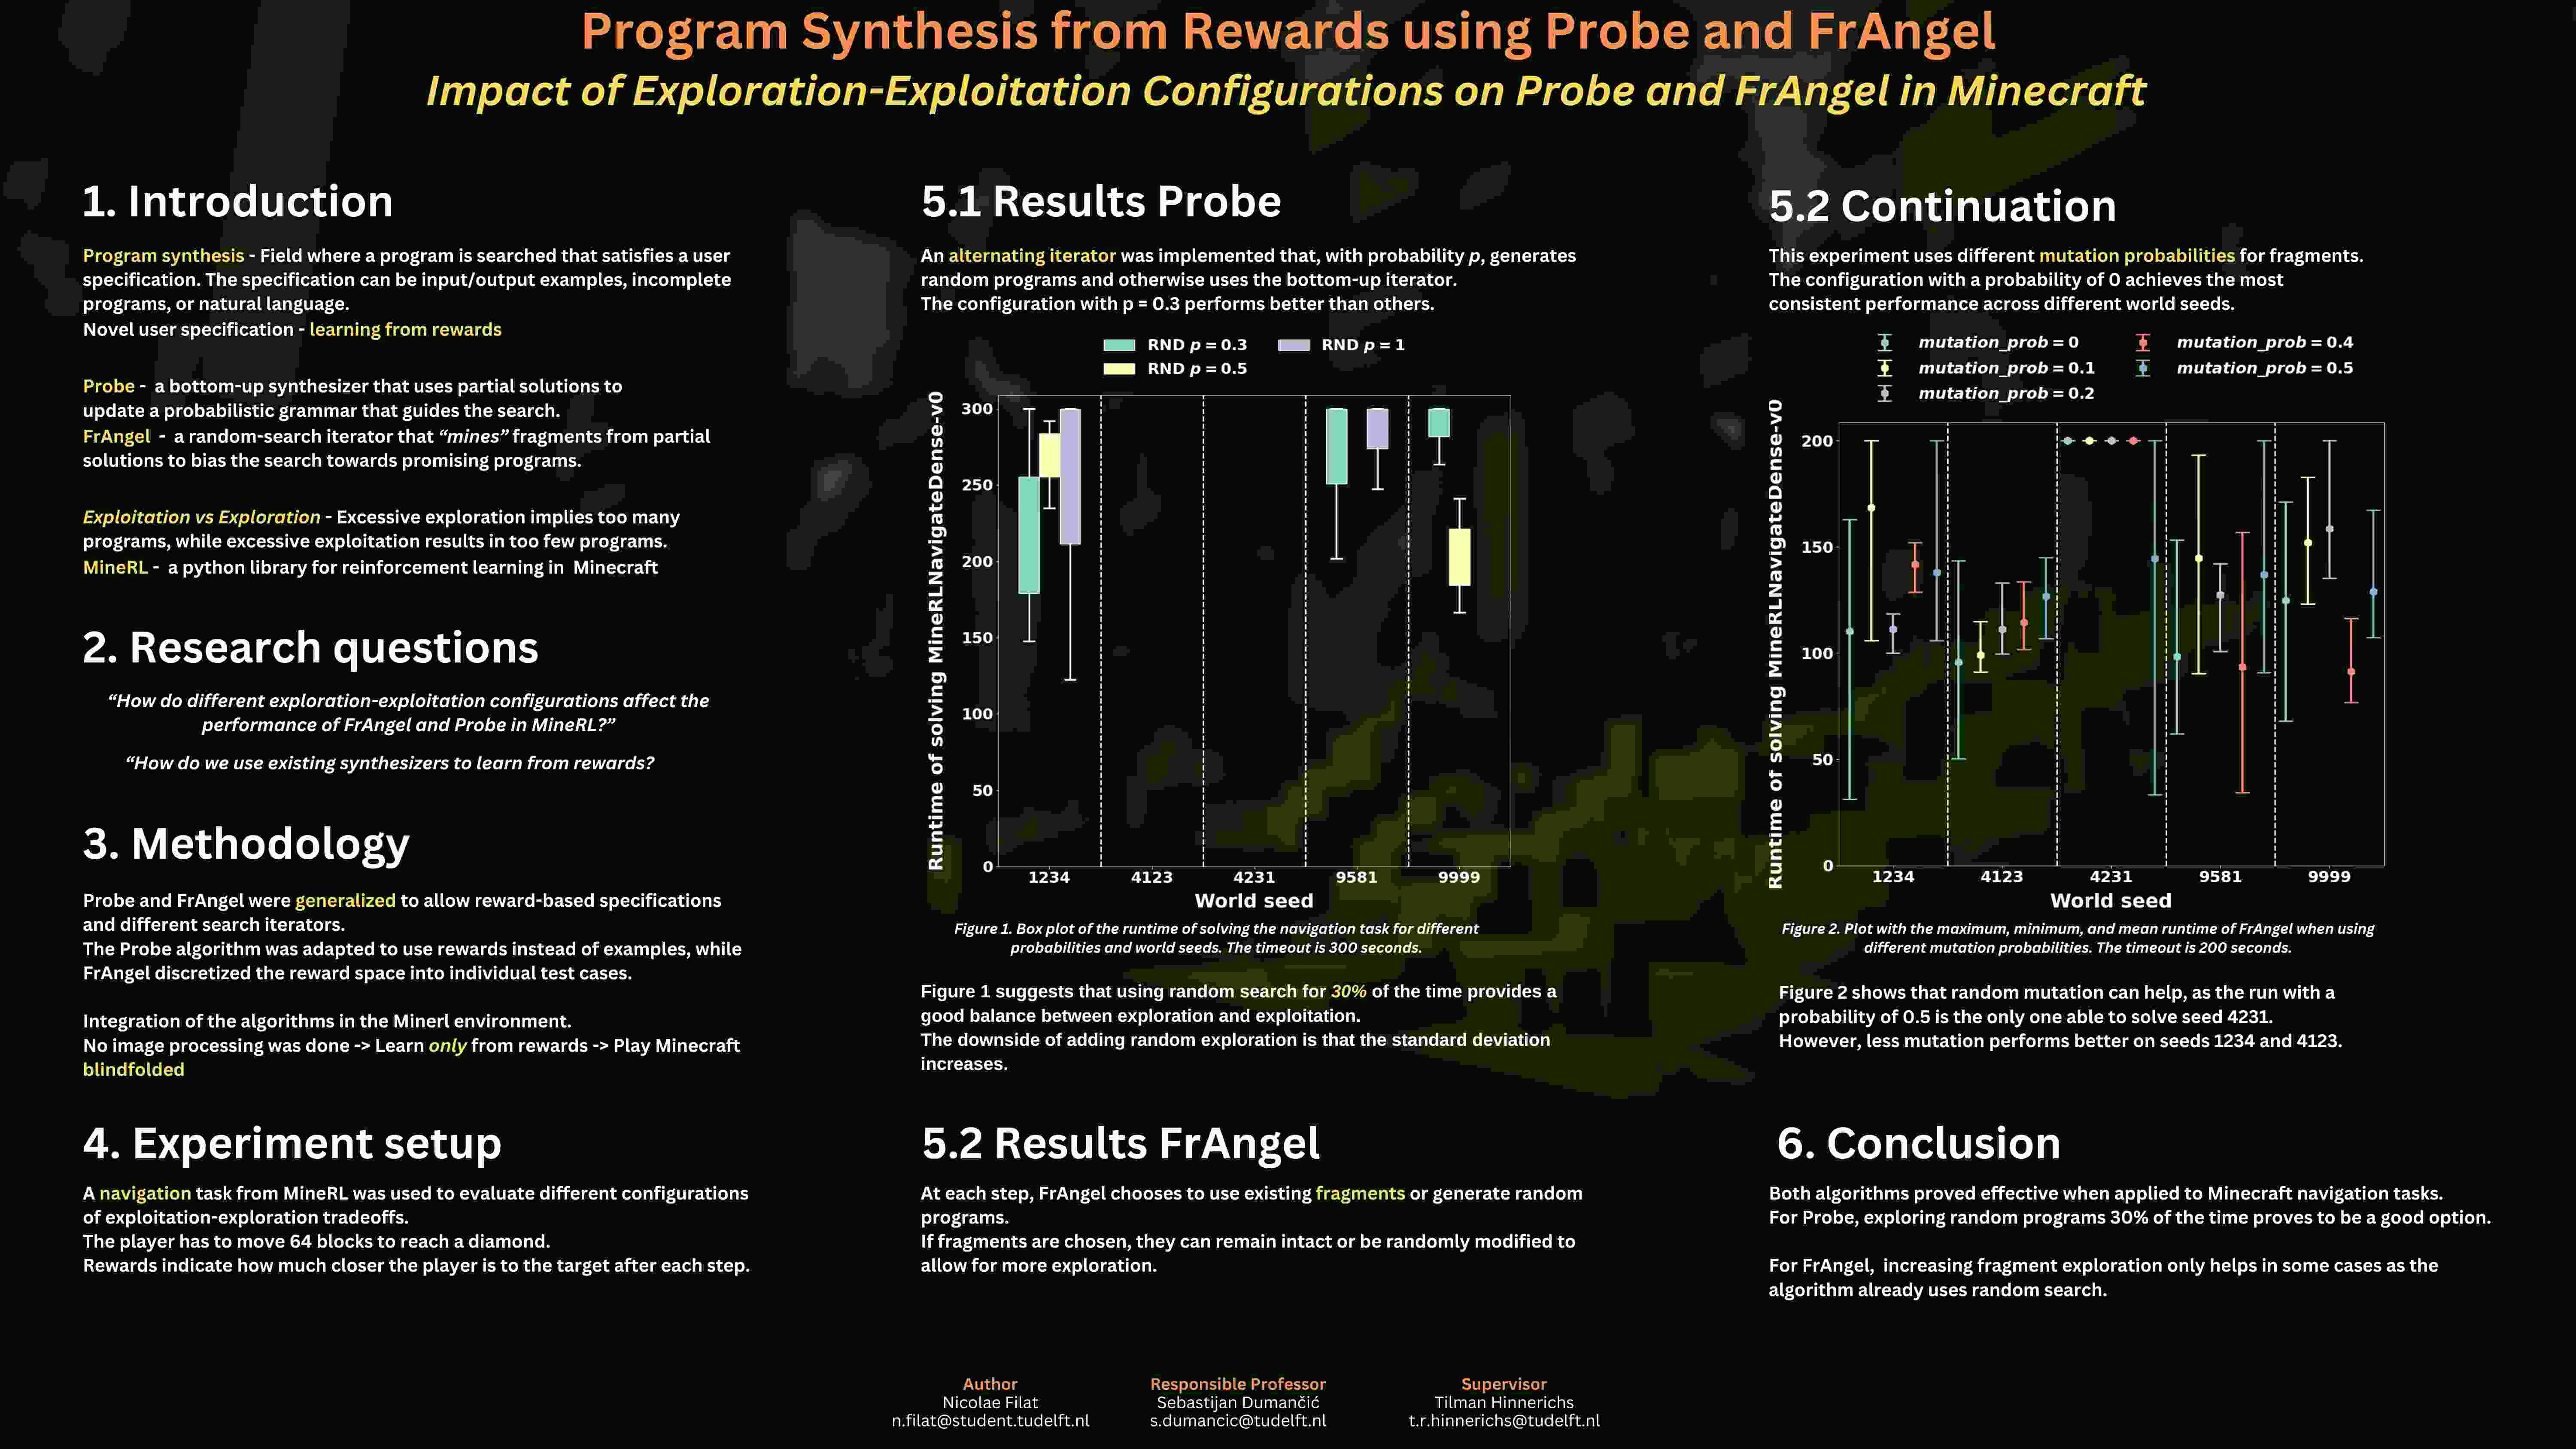 Program Synthesis from Rewards using Probe and FrAngel
Impact of Exploration-Exploitation Configurations on Probe and FrAngel in Minecraft
1. Introduction
Program synthesis - Field where a program is searched that satisfies a user
specification. The specification can be input/output examples, incomplete
programs, or natural language.
Novel user specification - learning from rewards
Probe - a bottom-up synthesizer that uses partial solutions to
update a probabilistic grammar that guides the search.
FrAngel - a random-search iterator that “mines” fragments from partial
solutions to bias the search towards promising programs.
Exploitation vs Exploration - Excessive exploration implies too many
programs, while excessive exploitation results in too few programs.
MineRL - a python library for reinforcement learning in Minecraft
2. Research questions
“How do different exploration-exploitation configurations affect the
performance of FrAngel and Probe in MineRL?”
“How do we use existing synthesizers to learn from rewards?
3. Methodology
Probe and FrAngel were generalized to allow reward-based specifications
and different search iterators.
The Probe algorithm was adapted to use rewards instead of examples, while
FrAngel discretized the reward space into individual test cases.
Integration of the algorithms in the Minerl environment.
No image processing was done -> Learn only from rewards -> Play Minecraft
blindfolded
4. Experiment setup
A navigation task from MineRL was used to evaluate different configurations
of exploitation-exploration tradeoffs.
The player has to move 64 blocks to reach a diamond.
Rewards indicate how much closer the player is to the target after each step.
5.1 Results Probe
An alternating iterator was implemented that, with probability p, generates
random programs and otherwise uses the bottom-up iterator.
The configuration with p = 0.3 performs better than others.
RND p = 0.3
RND p = 1
RND p = 0.5
Runtime of solving MineRLNavigateDense-v0
300
250
200
150
100
50
0
1234 4123 4231 9581 9999
World seed
Figure 1. Box plot of the runtime of solving the navigation task for different
probabilities and world seeds. The timeout is 300 seconds.
Figure 1 suggests that using random search for 30% of the time provides a
good balance between exploration and exploitation.
The downside of adding random exploration is that the standard deviation
increases.
5.2 Results FrAngel
At each step, FrAngel chooses to use existing fragments or generate random
programs.
If fragments are chosen, they can remain intact or be randomly modified to
allow for more exploration.
5.2 Continuation
This experiment uses different mutation probabilities for fragments.
The configuration with a probability of 0 achieves the most
consistent performance across different world seeds.
mutation_prob = 0
mutation_prob = 0.4
mutation_prob = 0.1
mutation_prob = 0.5
mutation_prob = 0.2
Runtime of solving MineRLNavigateDense-v0
200
150
100
50
0
1234 4123 4231 9581 9999
World seed
Figure 2. Plot with the maximum, minimum, and mean runtime of FrAngel when using
different mutation probabilities. The timeout is 200 seconds.
Figure 2 shows that random mutation can help, as the run with a
probability of 0.5 is the only one able to solve seed 4231.
However, less mutation performs better on seeds 1234 and 4123.
6. Conclusion
Both algorithms proved effective when applied to Minecraft navigation tasks.
For Probe, exploring random programs 30% of the time proves to be a good option.
For FrAngel, increasing fragment exploration only helps in some cases as the
algorithm already uses random search.
Author
Nicolae Filat
n.filat@student.tudelft.nl
Responsible Professor
Sebastijan Dumančić
s.dumancic@tudelft.nl
Supervisor
Tilman Hinnerichs
t.r.hinnerichs@tudelft.nl